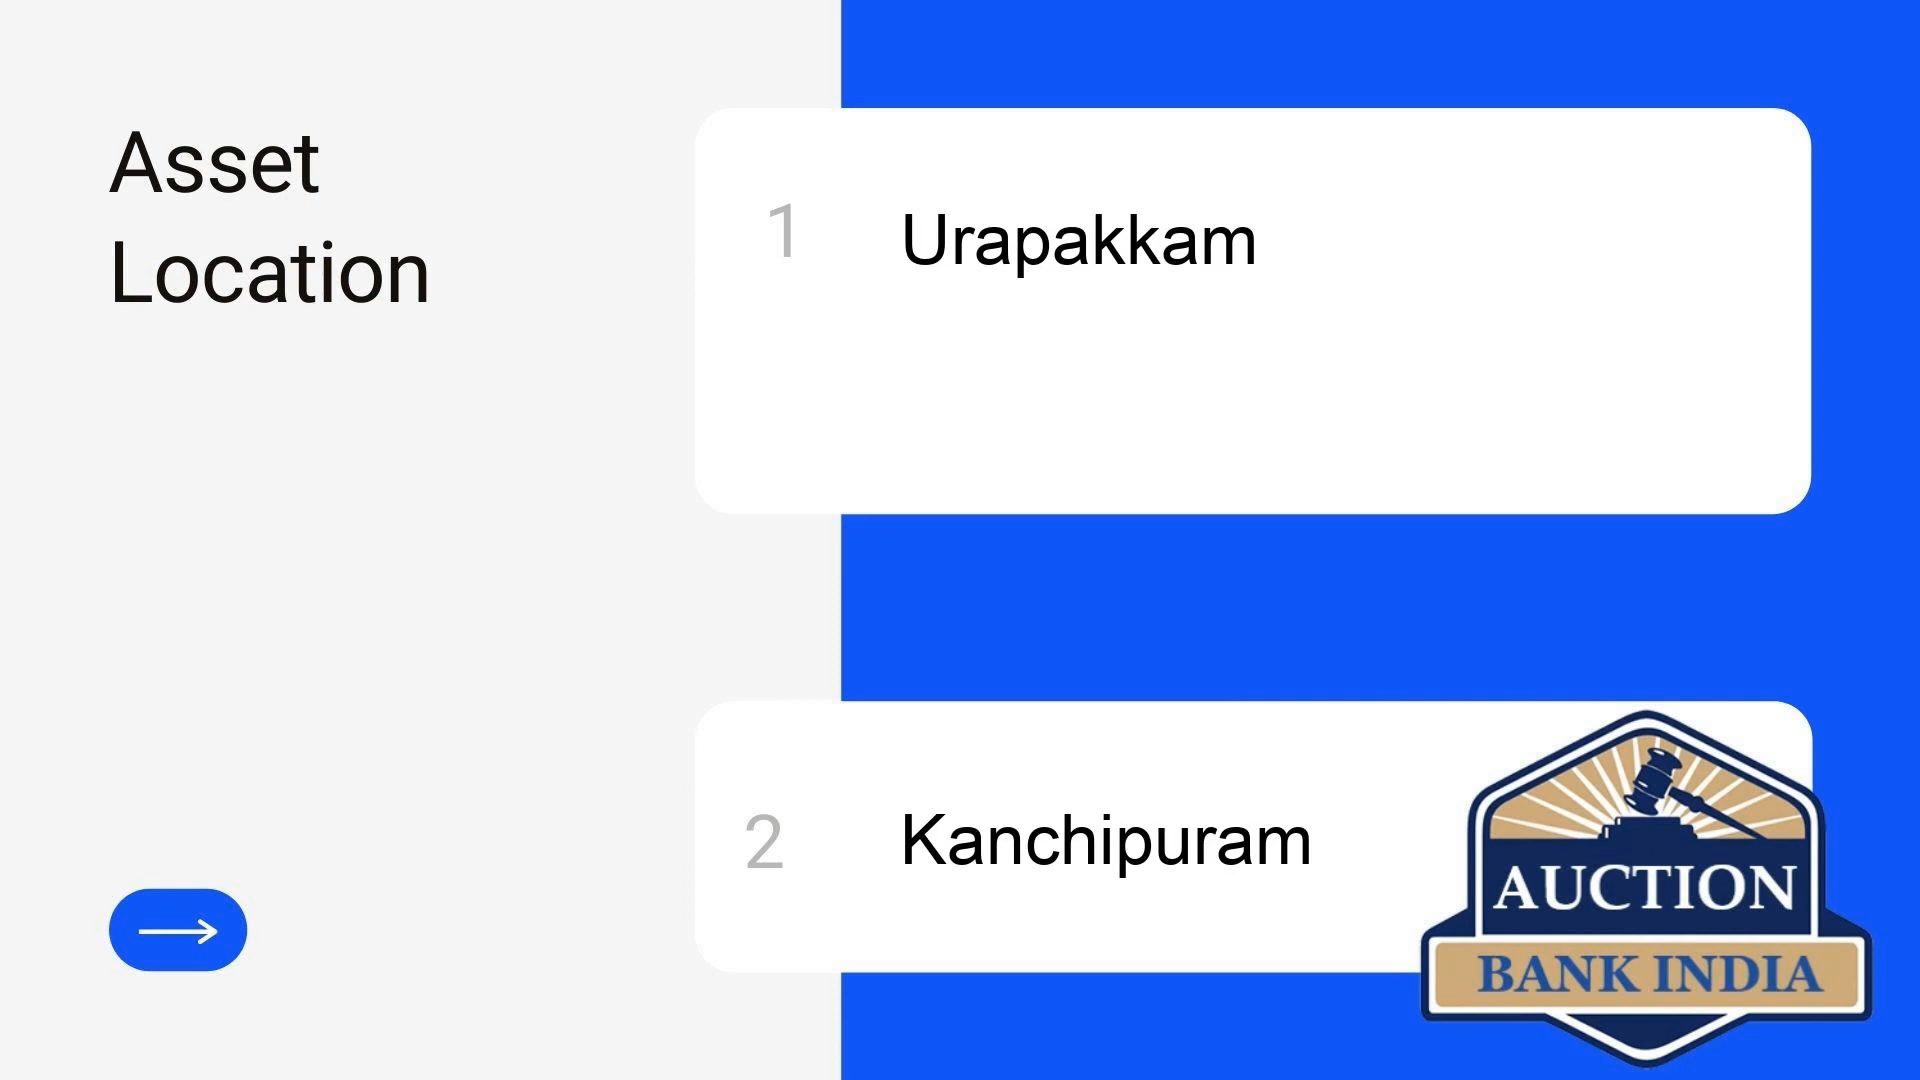 Asset
Location
1 Urapakkam
2 Kanchipuram
AUCTION
BANK INDIA